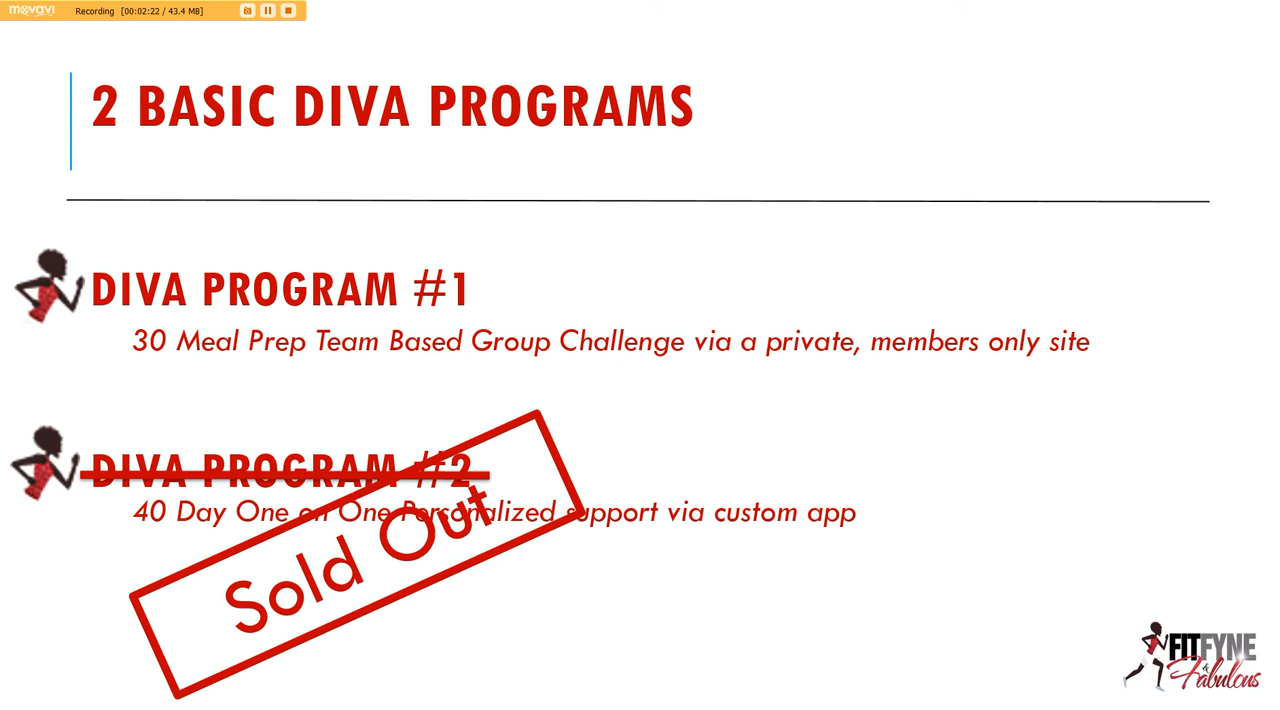 movavi
Recording [00:02:22 / 43.4 MB]
2 BASIC DIVA PROGRAMS
DIVA PROGRAM #1
30 Meal Prep Team Based Group Challenge via a private, members only site
DIVA PROGRAM #2
40 Day One on One Personalized support via custom app
Sold Out
FITFYNE
& Fabulous